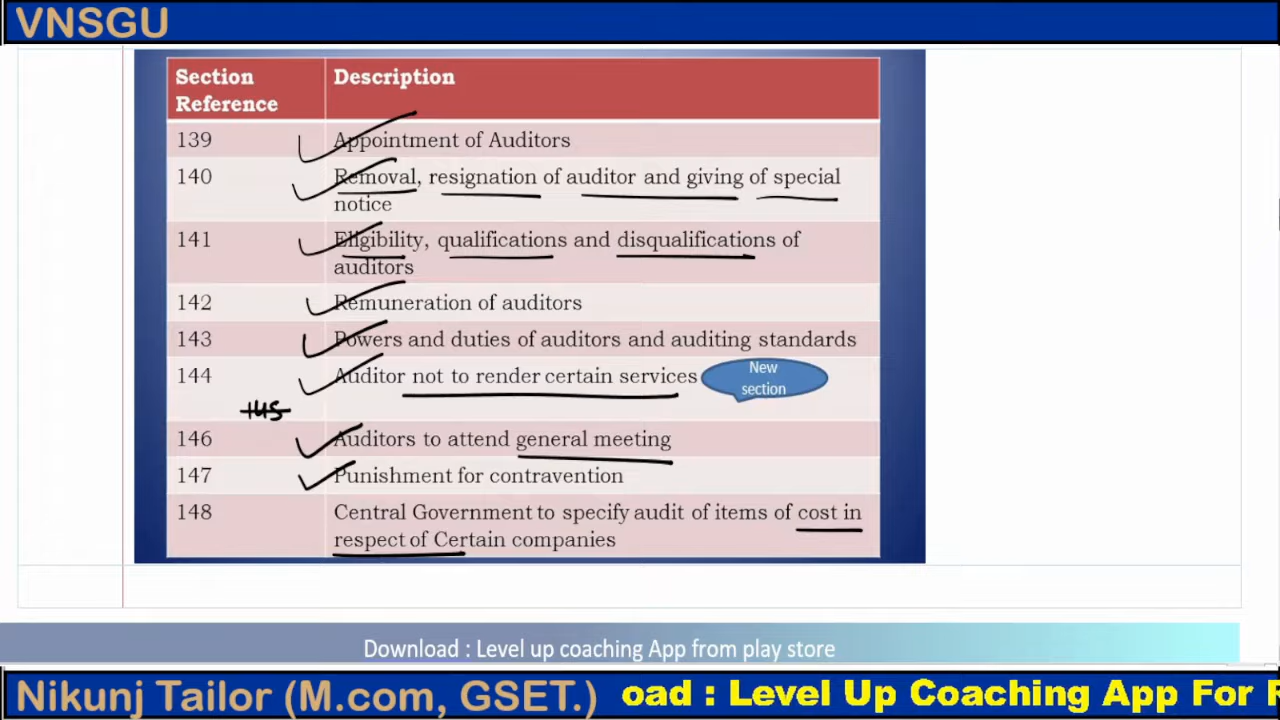 VNSGU
Section Reference Description
139 Appointment of Auditors
140 Removal, resignation of auditor and giving of special
notice
141 Eligibility, qualifications and disqualifications of
auditors
142 Remuneration of auditors
143 Powers and duties of auditors and auditing standards
144 Auditor not to render certain services
New
section
145
146 Auditors to attend general meeting
147 Punishment for contravention
148 Central Government to specify audit of items of cost in
respect of Certain companies
Download : Level up coaching App from play store
Nikunj Tailor (M.com, GSET.) oad : Level Up Coaching App For